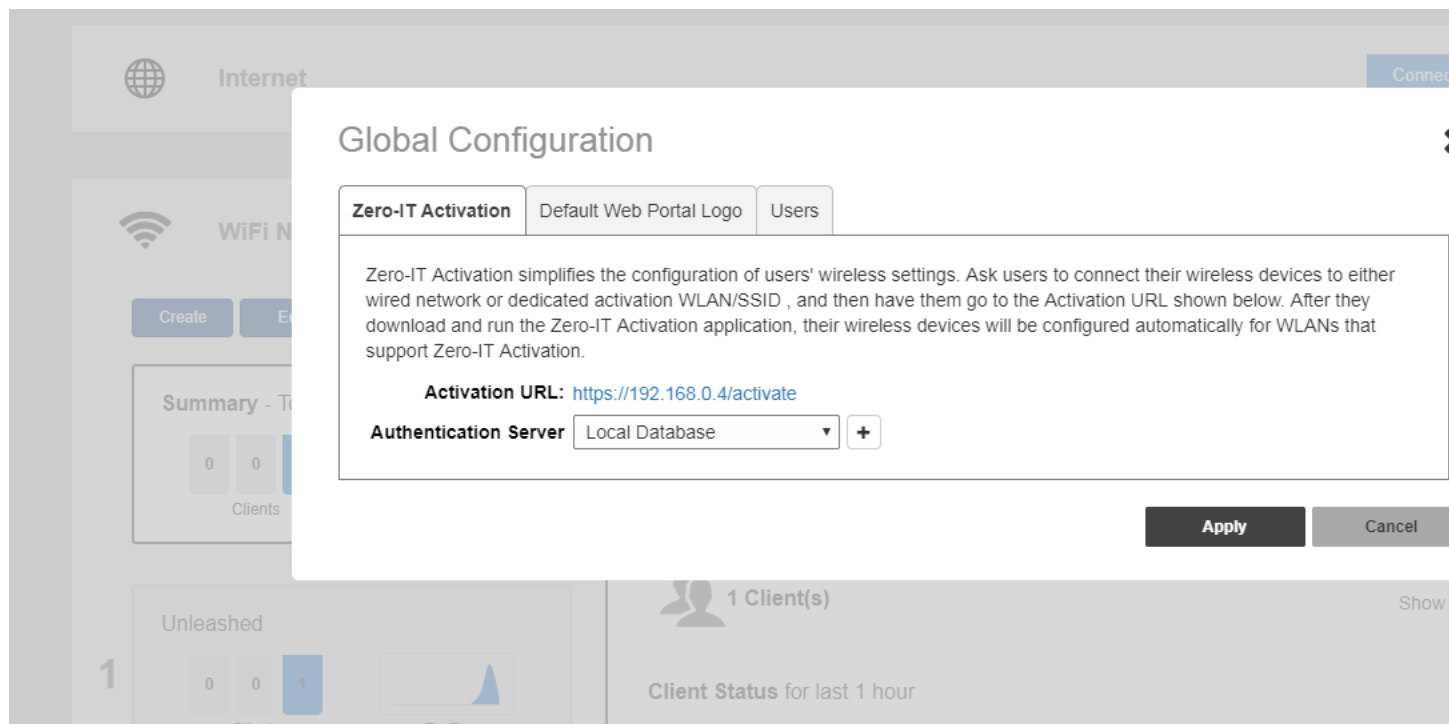 Internet
Connec
Global Configuration
Zero-IT Activation
Default Web Portal Logo
Users
WiFi N
Zero-IT Activation simplifies the configuration of users' wireless settings. Ask users to connect their wireless devices to either
wired network or dedicated activation WLAN/SSID , and then have them go to the Activation URL shown below. After they
download and run the Zero-IT Activation application, their wireless devices will be configured automatically for WLANs that
support Zero-IT Activation.
Create
E
Activation URL: https://192.168.0.4/activate
Summary - T
Authentication Server Local Database +
0 0
Clients
Apply
Cancel
1 Client(s)
Show
Unleashed
1
0 0 1
Client Status for last 1 hour